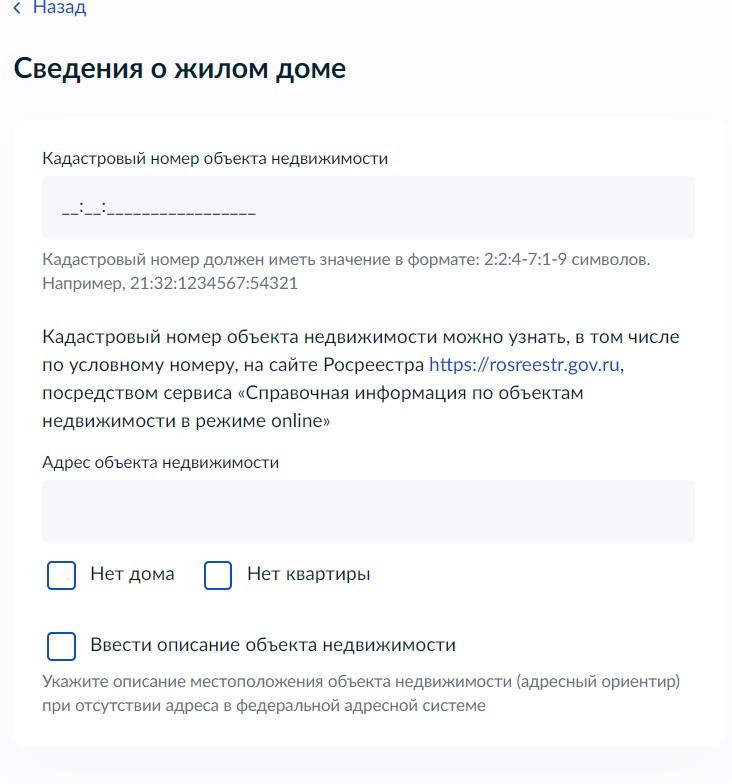 Назад
Сведения о жилом доме
Кадастровый номер объекта недвижимости
__:__:_________________
Кадастровый номер должен иметь значение в формате: 2:2:4-7:1-9 символов.
Например, 21:32:1234567:54321
Кадастровый номер объекта недвижимости можно узнать, в том числе
по условному номеру, на сайте Росреестра https://rosreestr.gov.ru,
посредством сервиса «Справочная информация по объектам
недвижимости в режиме online»
Адрес объекта недвижимости
Нет дома Нет квартиры
Ввести описание объекта недвижимости
Укажите описание местоположения объекта недвижимости (адресный ориентир)
при отсутствии адреса в федеральной адресной системе